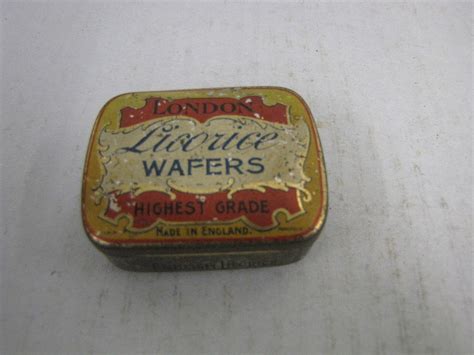 LONDON
Licorice
WAFERS
HIGHEST GRADE
MADE IN ENGLAND.